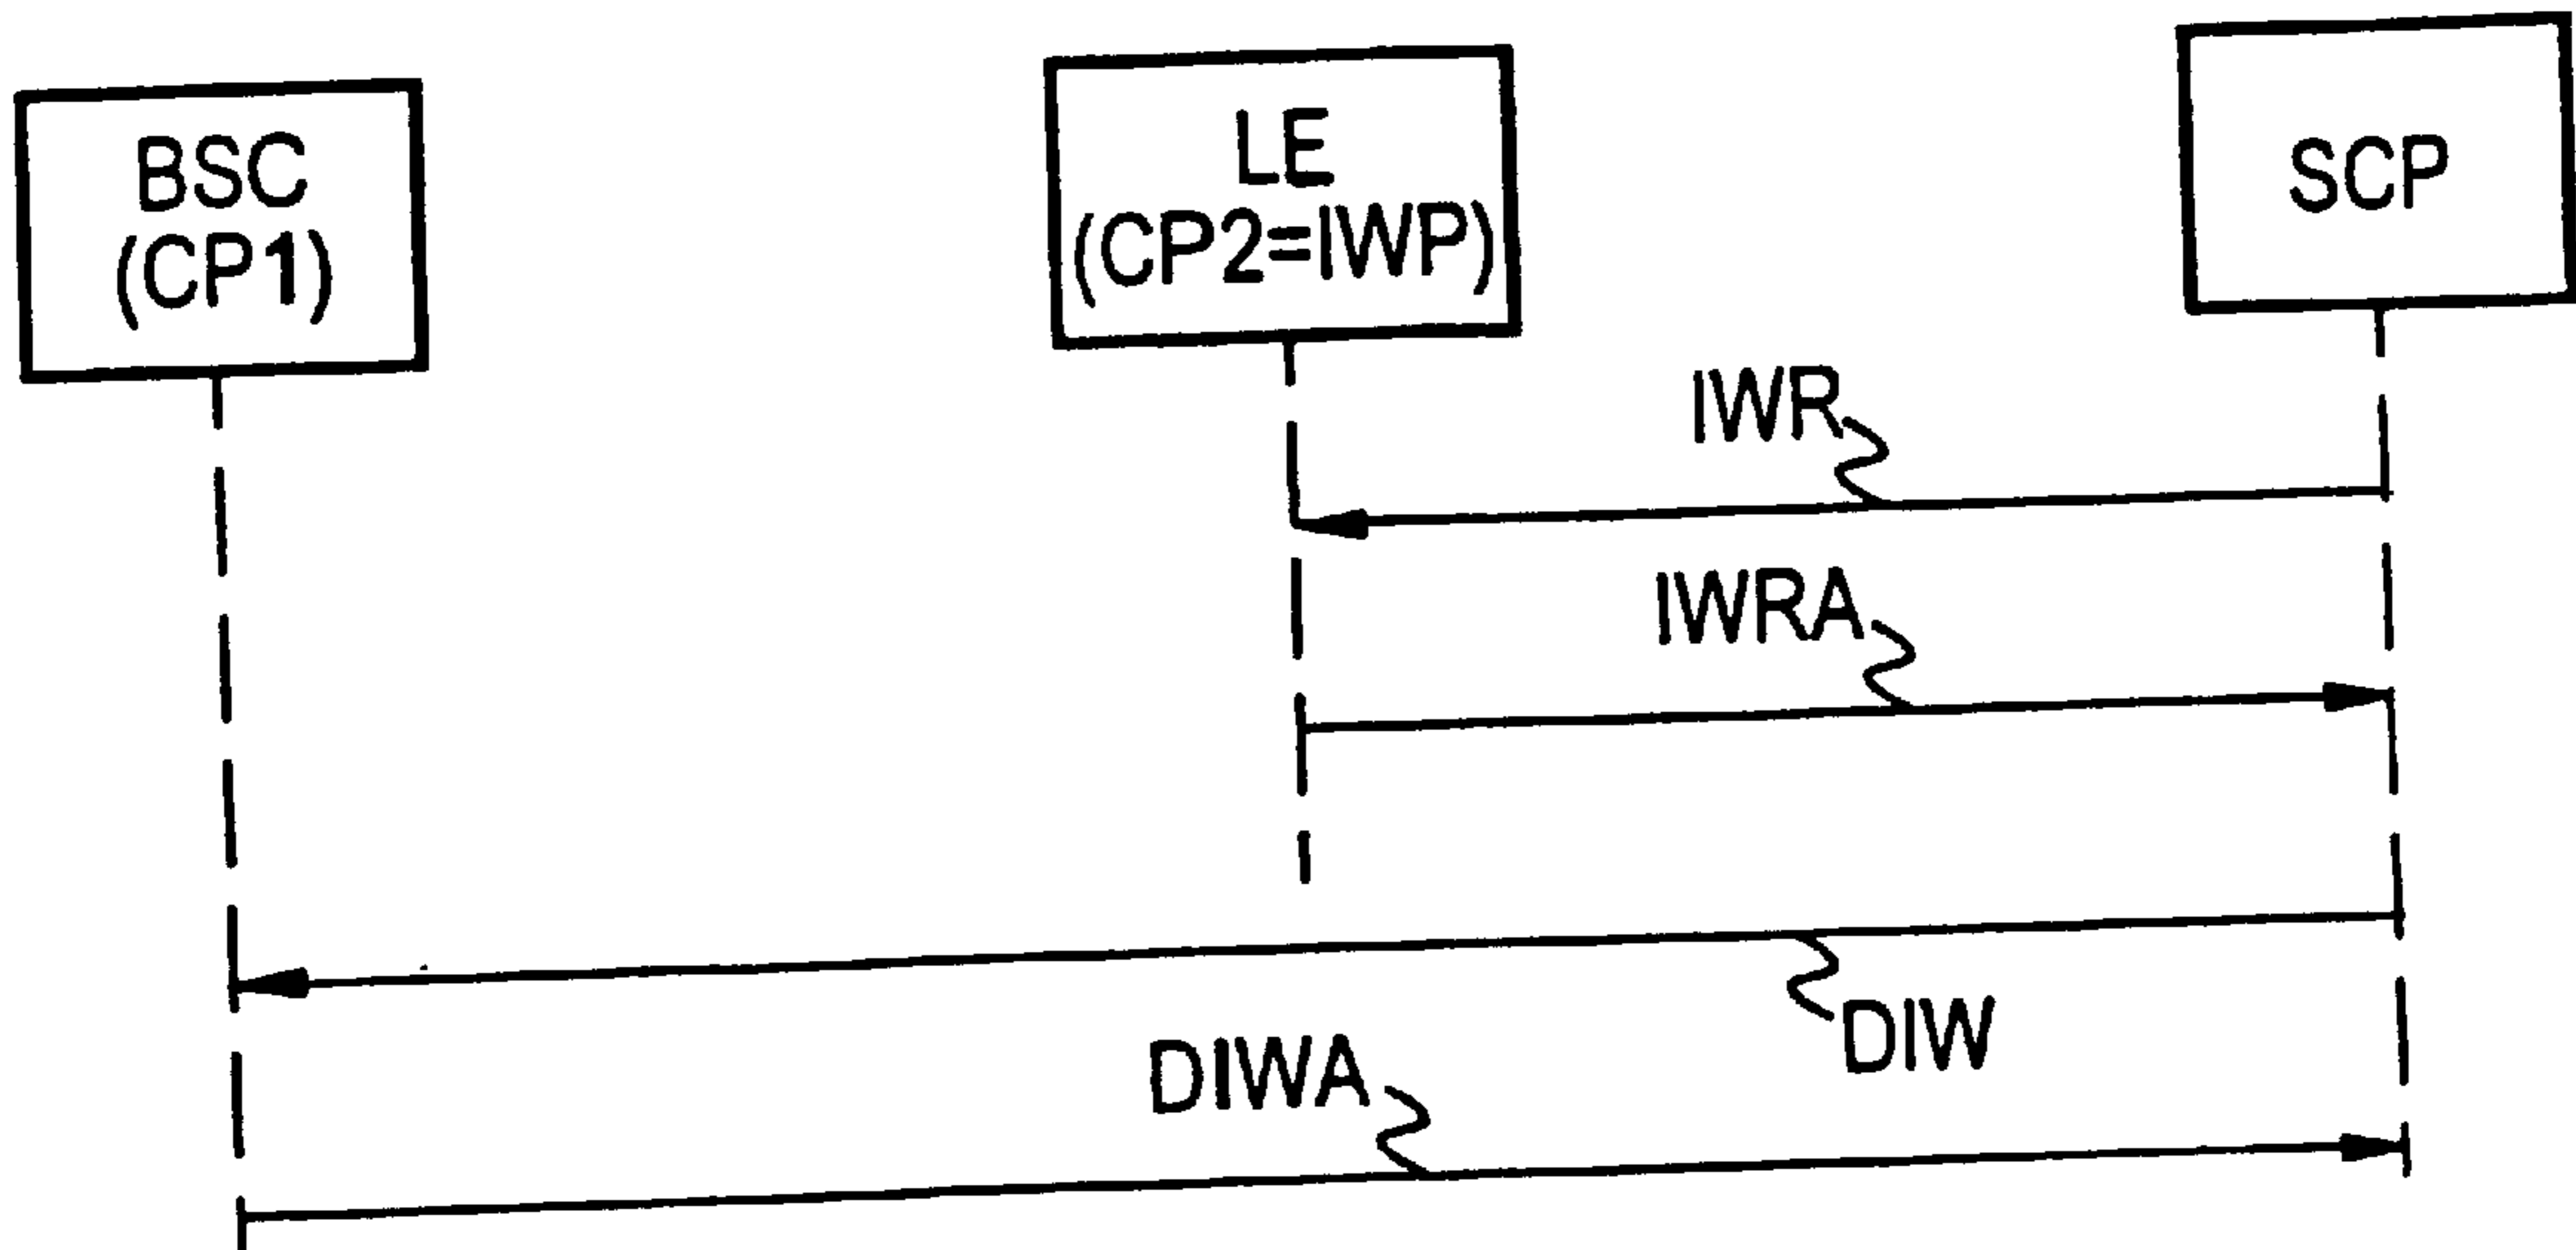 BSC
(CP1)
LE
(CP2=IWP)
SCP
IWR
IWRA
DIW
DIWA